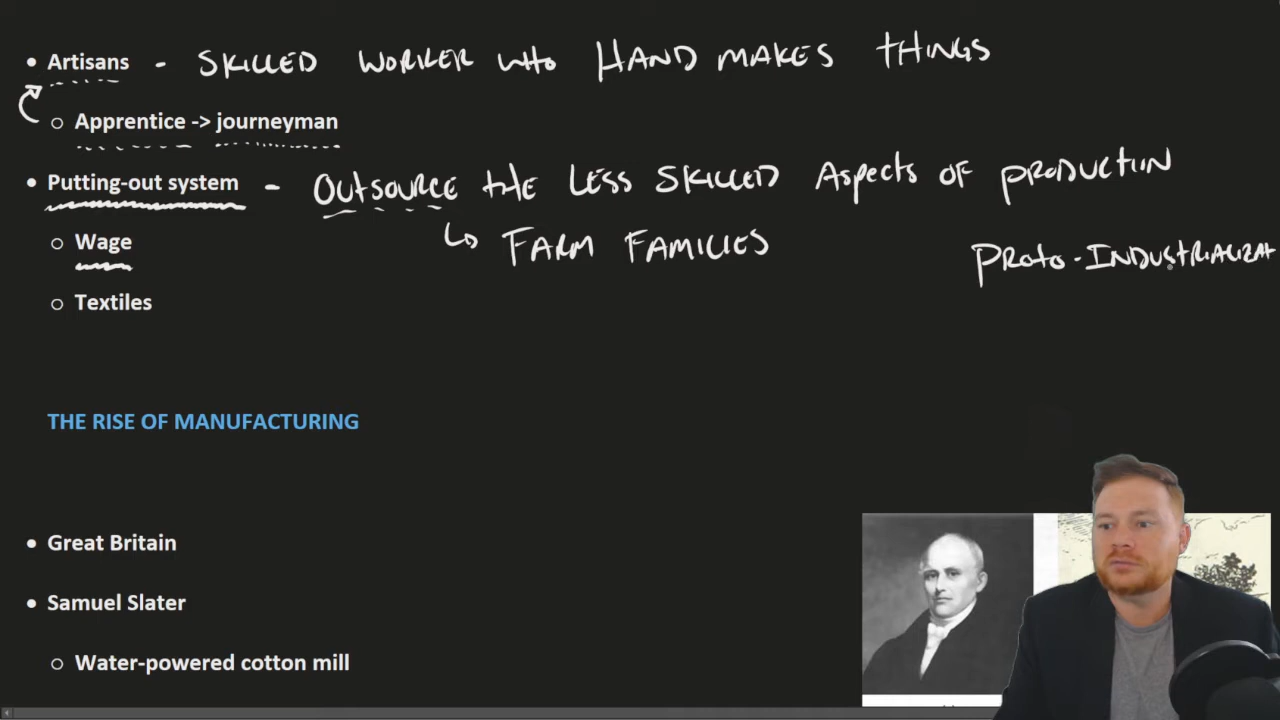 • Artisans - SKILLED WORKER WHO HAND MAKES THINGS
○ Apprentice -> journeyman
• Putting-out system - OUTSOURCE THE LESS SKILLED ASPECTS OF PRODUCTION
○ Wage ↳ FARM FAMILIES
PROTO-INDUSTRIALIZAT
○ Textiles
THE RISE OF MANUFACTURING
• Great Britain
• Samuel Slater
○ Water-powered cotton mill